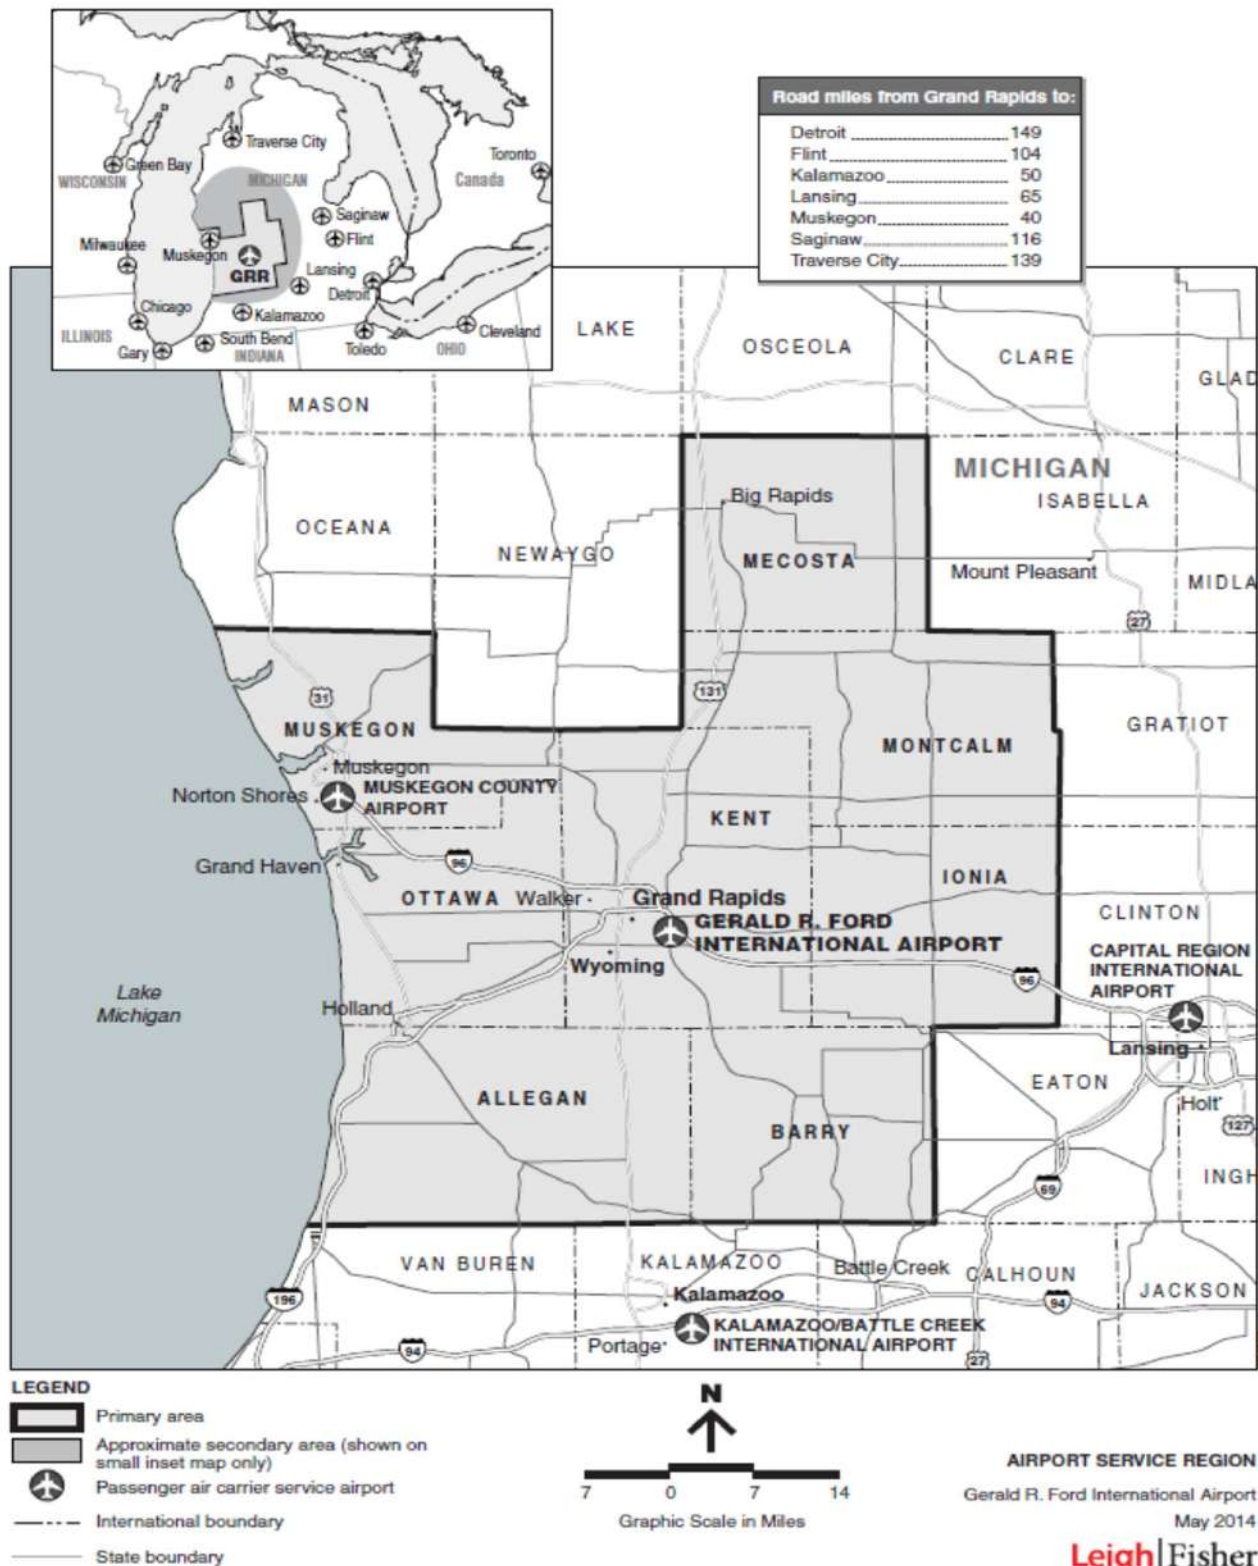 Traverse City
Green Bay
WISCONSIN
MICHIGAN
Toronto
Canada
Saginaw
Flint
Milwaukee
Muskegon
GRR
Lansing
Detroit
Chicago
Kalamazoo
ILLINOIS
South Bend
Gary
INDIANA
Toledo
OHIO
Cleveland
Road miles from Grand Rapids to:
Detroit 149
Flint 104
Kalamazoo 50
Lansing 65
Muskegon 40
Saginaw 116
Traverse City 139
LAKE
OSCEOLA
CLARE
GLAD
MASON
MICHIGAN
ISABELLA
Big Rapids
OCEANA
NEWAYGO
MECOSTA
Mount Pleasant
MIDLA
27
31
131
MUSKEGON
MONTCALM
GRATIOT
Muskegon
Norton Shores
MUSKEGON COUNTY
AIRPORT
KENT
Grand Haven
96
IONIA
OTTAWA
Walker
Grand Rapids
CLINTON
GERALD R. FORD
INTERNATIONAL AIRPORT
Wyoming
CAPITAL REGION
INTERNATIONAL
AIRPORT
96
Lake
Michigan
Holland
Lansing
EATON
Holt
ALLEGAN
127
BARRY
INGH
69
VAN BUREN
KALAMAZOO
Battle Creek
CALHOUN
JACKSON
196
Kalamazoo
94
KALAMAZOO/BATTLE CREEK
INTERNATIONAL AIRPORT
Portage
94
27
LEGEND
Primary area
Approximate secondary area (shown on
small inset map only)
Passenger air carrier service airport
International boundary
State boundary
N
7 0 7 14
Graphic Scale in Miles
AIRPORT SERVICE REGION
Gerald R. Ford International Airport
May 2014
Leigh|Fisher